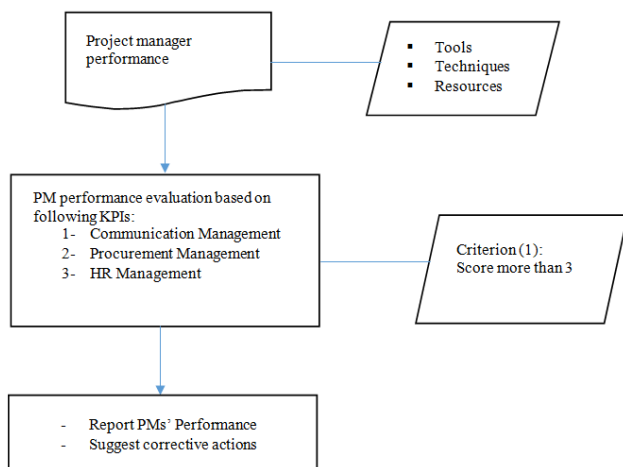 Project manager
performance
▪ Tools
▪ Techniques
▪ Resources
PM performance evaluation based on
following KPIs:
1- Communication Management
2- Procurement Management
3- HR Management
Criterion (1):
Score more than 3
- Report PMs’ Performance
- Suggest corrective actions